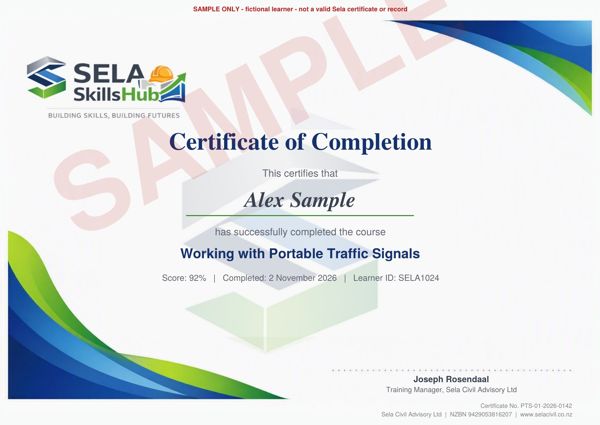 SAMPLE ONLY - fictional learner - not a valid Sela certificate or record
SELA
SkillsHub
BUILDING SKILLS, BUILDING FUTURES
SAMPLE
Certificate of Completion
This certifies that
Alex Sample
has successfully completed the course
Working with Portable Traffic Signals
Score: 92% | Completed: 2 November 2026 | Learner ID: SELA1024
Joseph Rosendaal
Training Manager, Sela Civil Advisory Ltd
Certificate No. PTS-01-2026-0142
Sela Civil Advisory Ltd | NZBN 9429053816207 | www.selacivil.co.nz